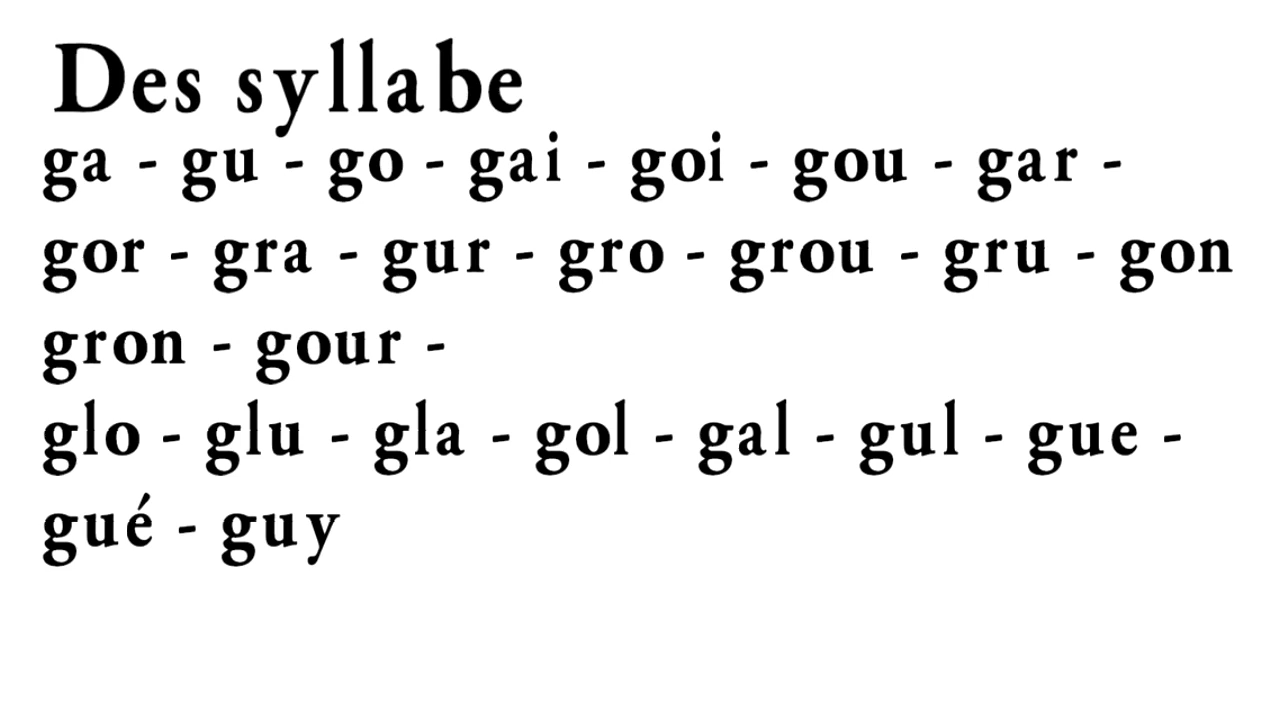 Des syllabe
ga - gu - go - gai - goi - gou - gar -
gor - gra - gur - gro - grou - gru - gon
gron - gour -
glo - glu - gla - gol - gal - gul - gue -
gué - guy